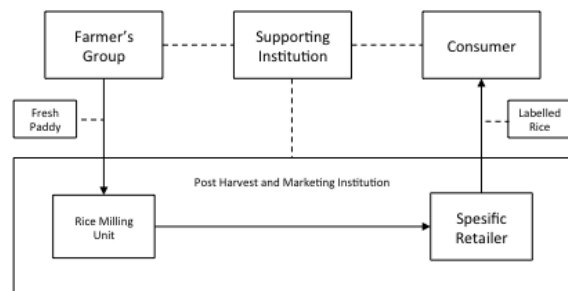 Farmer's
Group
Supporting
Institution
Consumer
Fresh
Paddy
Labelled
Rice
Post Harvest and Marketing Institution
Rice Milling
Unit
Spesific
Retailer